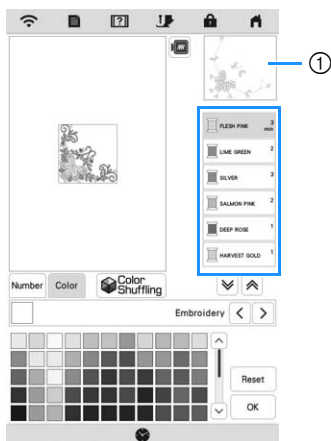 ①
FLESH PINK 3
min
LIME GREEN 2
SILVER 3
SALMON PINK 2
DEEP ROSE 1
HARVEST GOLD 1
Number Color Color
Shuffling
Embroidery < >
Reset
OK